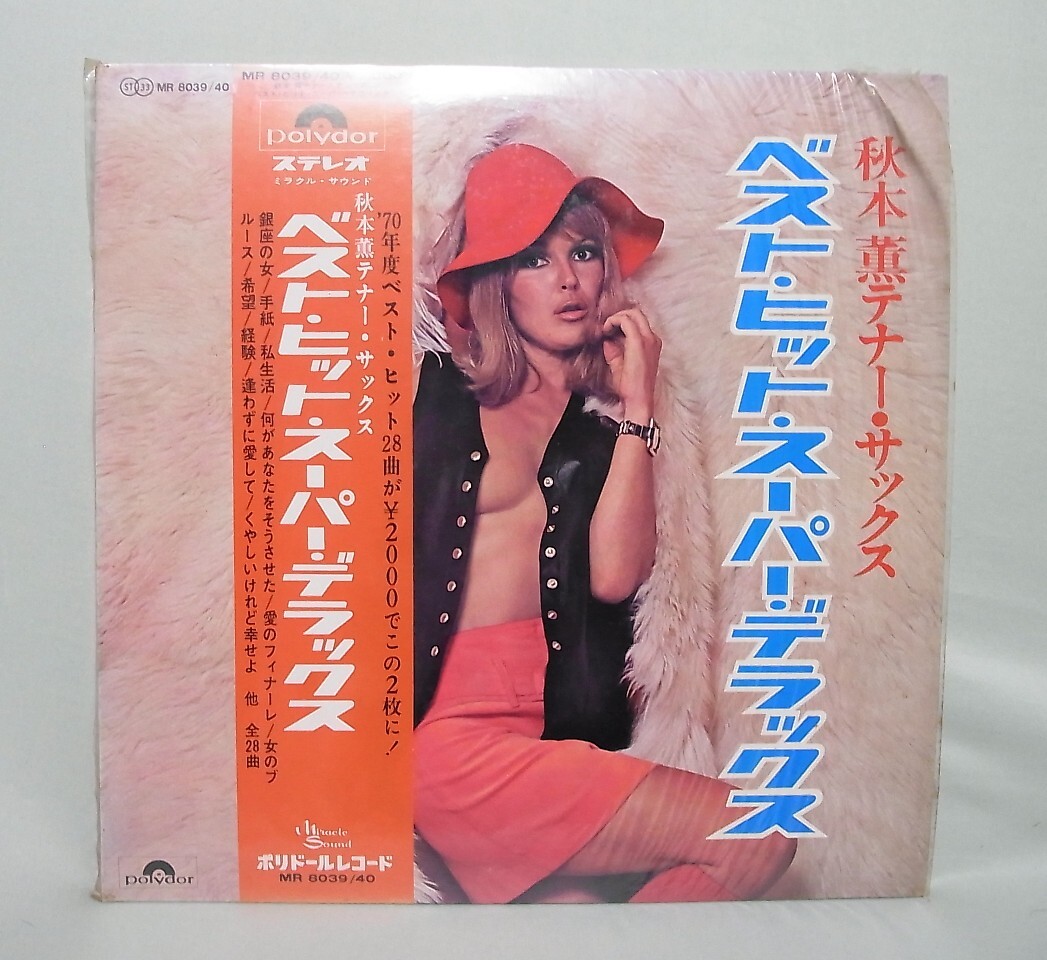 ST 33 MR 8039/40
MR 8039/40
polydor
ステレオ
ミラクル・サウンド
'70年度ベスト・ヒット28曲が¥2000でこの2枚に!
秋本薫テナー・サックス
ベスト・ヒット・スーパー・デラックス
銀座の女/手紙/私生活/何があなたをそうさせた/愛のフィナーレ/女のブ
ルース/希望/経験/逢わずに愛して/くやしいけれど幸せよ 他 全28曲
Miracle
Sound
ポリドールレコード
MR 8039/40
秋本薫テナー・サックス
ベスト・ヒット・スーパー・デラックス
polydor